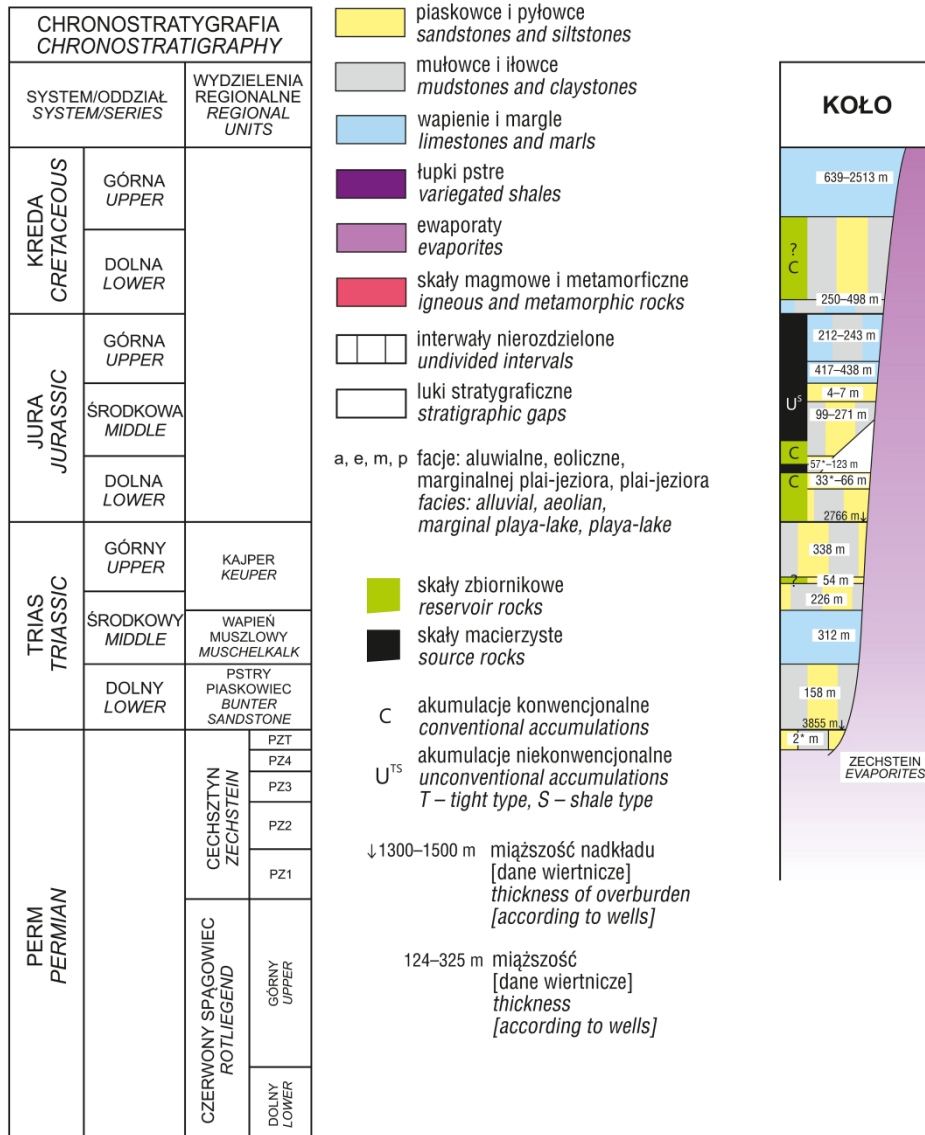 CHRONOSTRATYGRAFIA
CHRONOSTRATIGRAPHY
SYSTEM/ODDZIAŁ
SYSTEM/SERIES
WYDZIELENIA
REGIONALNE
REGIONAL
UNITS
KREDA
CRETACEOUS
GÓRNA
UPPER
DOLNA
LOWER
JURA
JURASSIC
GÓRNA
UPPER
ŚRODKOWA
MIDDLE
DOLNA
LOWER
TRIAS
TRIASSIC
GÓRNY
UPPER
KAJPER
KEUPER
ŚRODKOWY
MIDDLE
WAPIEŃ
MUSZLOWY
MUSCHELKALK
DOLNY
LOWER
PSTRY
PIASKOWIEC
BUNTER
SANDSTONE
PERM
PERMIAN
CECHSZTYN
ZECHSTEIN
PZT
PZ4
PZ3
PZ2
PZ1
CZERWONY SPĄGOWIEC
ROTLIEGEND
GÓRNY
UPPER
DOLNY
LOWER
piaskowce i pyłowce
sandstones and siltstones
mułowce i iłowce
mudstones and claystones
wapienie i margle
limestones and marls
łupki pstre
variegated shales
ewaporaty
evaporites
skały magmowe i metamorficzne
igneous and metamorphic rocks
interwały nierozdzielone
undivided intervals
luki stratygraficzne
stratigraphic gaps
a, e, m, p facje: aluwialne, eoliczne,
marginalnej plai-jeziora, plai-jeziora
facies: alluvial, aeolian,
marginal playa-lake, playa-lake
skały zbiornikowe
reservoir rocks
skały macierzyste
source rocks
C akumulacje konwencjonalne
conventional accumulations
U^TS akumulacje niekonwencjonalne
unconventional accumulations
T – tight type, S – shale type
↓1300–1500 m miąższość nadkładu
[dane wiertnicze]
thickness of overburden
[according to wells]
124–325 m miąższość
[dane wiertnicze]
thickness
[according to wells]
KOŁO
639–2513 m
?
C
250–498 m
212–243 m
417–438 m
4–7 m
U^S
99–271 m
C
57*–123 m
C
33*–66 m
2766 m↓
338 m
?
54 m
226 m
312 m
158 m
3855 m↓
2* m
ZECHSTEIN
EVAPORITES